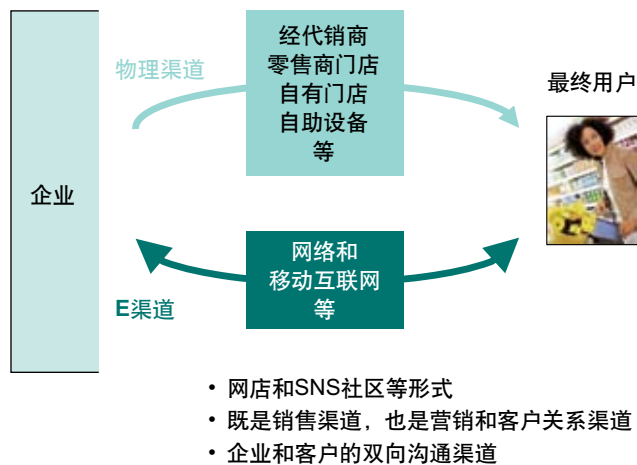 企业
物理渠道
经代销商
零售商门店
自有门店
自助设备
等
最终用户
E渠道
网络和
移动互联网
等
• 网店和SNS社区等形式
• 既是销售渠道，也是营销和客户关系渠道
• 企业和客户的双向沟通渠道